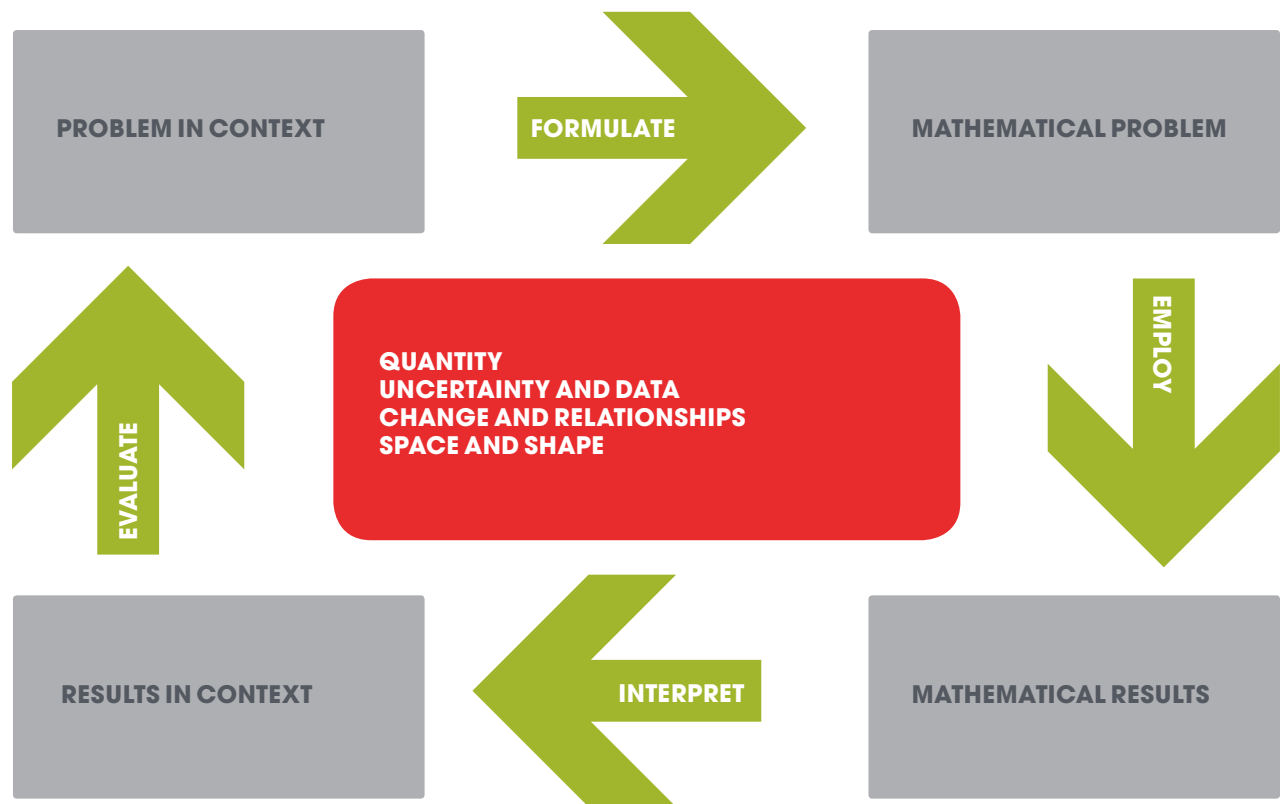 PROBLEM IN CONTEXT
FORMULATE
MATHEMATICAL PROBLEM
QUANTITY
UNCERTAINTY AND DATA
CHANGE AND RELATIONSHIPS
SPACE AND SHAPE
EMPLOY
EVALUATE
RESULTS IN CONTEXT
INTERPRET
MATHEMATICAL RESULTS